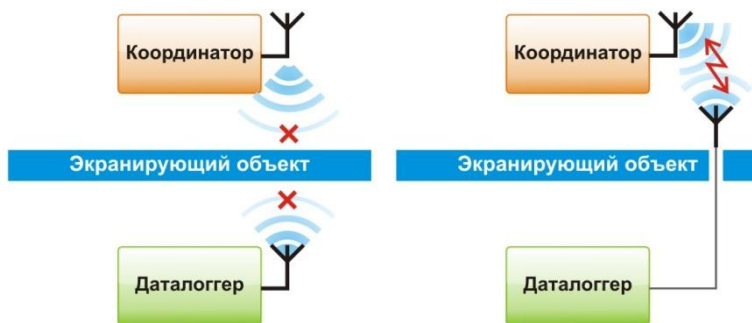 Координатор
Координатор
Экранирующий объект
Экранирующий объект
Даталоггер
Даталоггер